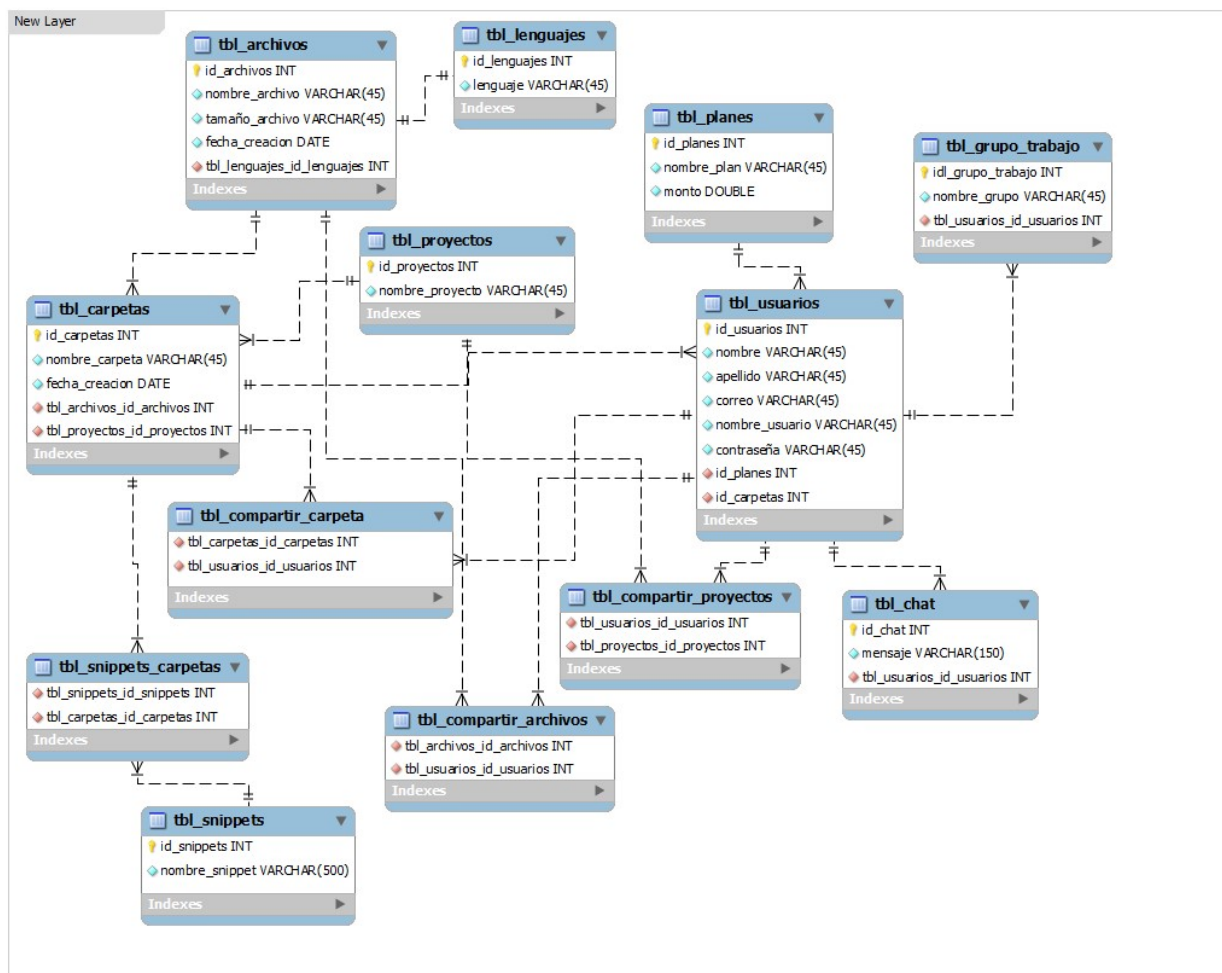 New Layer
tbl_archivos
id_archivos INT
nombre_archivo VARCHAR(45)
tamaño_archivo VARCHAR(45)
fecha_creacion DATE
tbl_lenguajes_id_lenguajes INT
Indexes
tbl_lenguajes
id_lenguajes INT
lenguaje VARCHAR(45)
Indexes
tbl_planes
id_planes INT
nombre_plan VARCHAR(45)
monto DOUBLE
Indexes
tbl_grupo_trabajo
idl_grupo_trabajo INT
nombre_grupo VARCHAR(45)
tbl_usuarios_id_usuarios INT
Indexes
tbl_proyectos
id_proyectos INT
nombre_proyecto VARCHAR(45)
Indexes
tbl_carpetas
id_carpetas INT
nombre_carpeta VARCHAR(45)
fecha_creacion DATE
tbl_archivos_id_archivos INT
tbl_proyectos_id_proyectos INT
Indexes
tbl_usuarios
id_usuarios INT
nombre VARCHAR(45)
apellido VARCHAR(45)
correo VARCHAR(45)
nombre_usuario VARCHAR(45)
contraseña VARCHAR(45)
id_planes INT
id_carpetas INT
Indexes
tbl_compartir_carpeta
tbl_carpetas_id_carpetas INT
tbl_usuarios_id_usuarios INT
Indexes
tbl_compartir_proyectos
tbl_usuarios_id_usuarios INT
tbl_proyectos_id_proyectos INT
Indexes
tbl_chat
id_chat INT
mensaje VARCHAR(150)
tbl_usuarios_id_usuarios INT
Indexes
tbl_snippets_carpetas
tbl_snippets_id_snippets INT
tbl_carpetas_id_carpetas INT
Indexes
tbl_compartir_archivos
tbl_archivos_id_archivos INT
tbl_usuarios_id_usuarios INT
Indexes
tbl_snippets
id_snippets INT
nombre_snippet VARCHAR(500)
Indexes